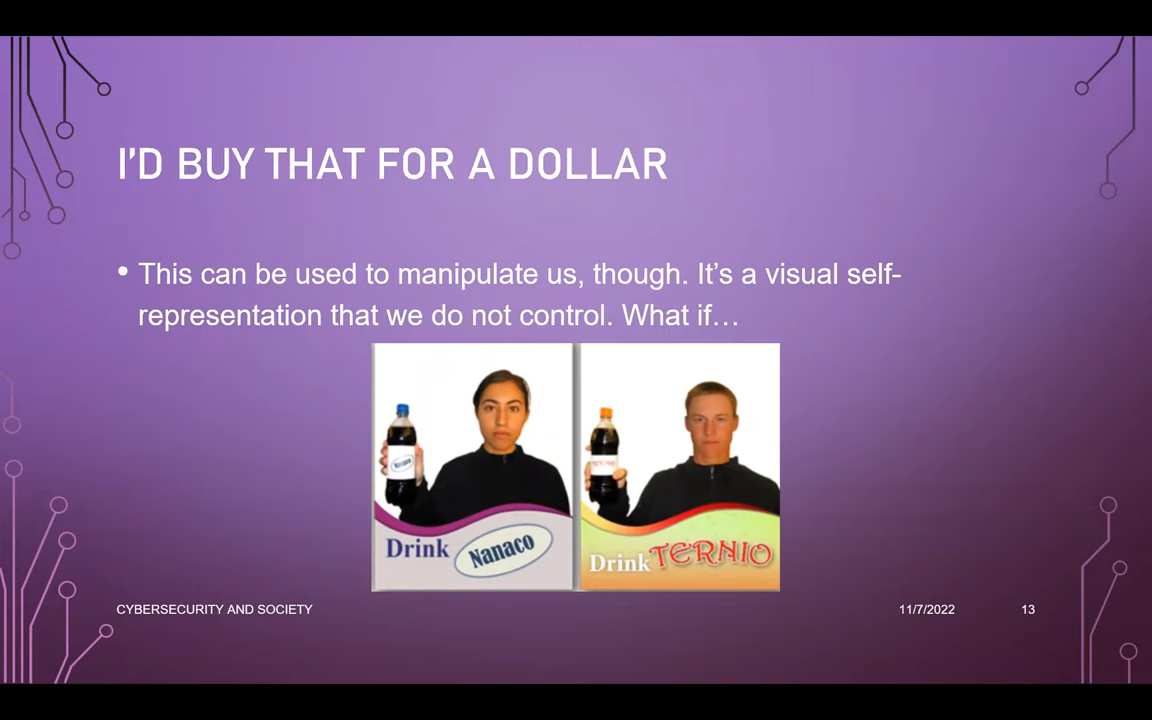 I'D BUY THAT FOR A DOLLAR
• This can be used to manipulate us, though. It's a visual self-
representation that we do not control. What if…
Nanaco
Drink Nanaco
Drink TERNIO
CYBERSECURITY AND SOCIETY
11/7/2022
13